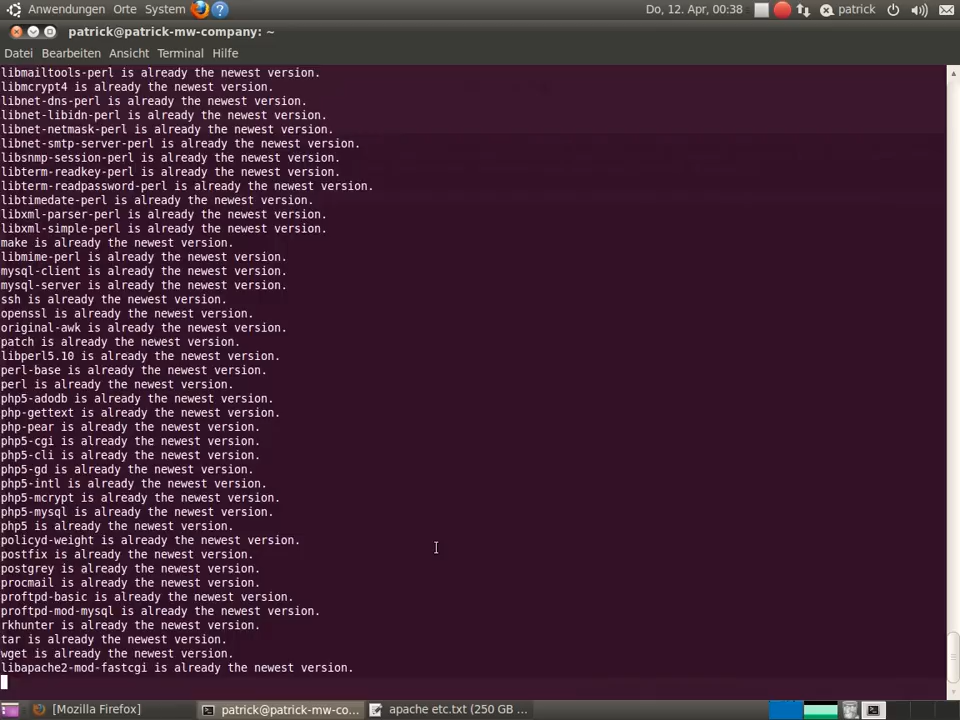 Anwendungen Orte System Do, 12. Apr, 00:38 patrick
patrick@patrick-mw-company: ~
Datei Bearbeiten Ansicht Terminal Hilfe
libmailtools-perl is already the newest version.
libmcrypt4 is already the newest version.
libnet-dns-perl is already the newest version.
libnet-libidn-perl is already the newest version.
libnet-netmask-perl is already the newest version.
libnet-smtp-server-perl is already the newest version.
libsnmp-session-perl is already the newest version.
libterm-readkey-perl is already the newest version.
libterm-readpassword-perl is already the newest version.
libtimedate-perl is already the newest version.
libxml-parser-perl is already the newest version.
libxml-simple-perl is already the newest version.
make is already the newest version.
libmime-perl is already the newest version.
mysql-client is already the newest version.
mysql-server is already the newest version.
ssh is already the newest version.
openssl is already the newest version.
original-awk is already the newest version.
patch is already the newest version.
libperl5.10 is already the newest version.
perl-base is already the newest version.
perl is already the newest version.
php5-adodb is already the newest version.
php-gettext is already the newest version.
php-pear is already the newest version.
php5-cgi is already the newest version.
php5-cli is already the newest version.
php5-gd is already the newest version.
php5-intl is already the newest version.
php5-mcrypt is already the newest version.
php5-mysql is already the newest version.
php5 is already the newest version.
policyd-weight is already the newest version.
postfix is already the newest version.
postgrey is already the newest version.
procmail is already the newest version.
proftpd-basic is already the newest version.
proftpd-mod-mysql is already the newest version.
rkhunter is already the newest version.
tar is already the newest version.
wget is already the newest version.
libapache2-mod-fastcgi is already the newest version.
[Mozilla Firefox] patrick@patrick-mw-co... apache etc.txt (250 GB ...